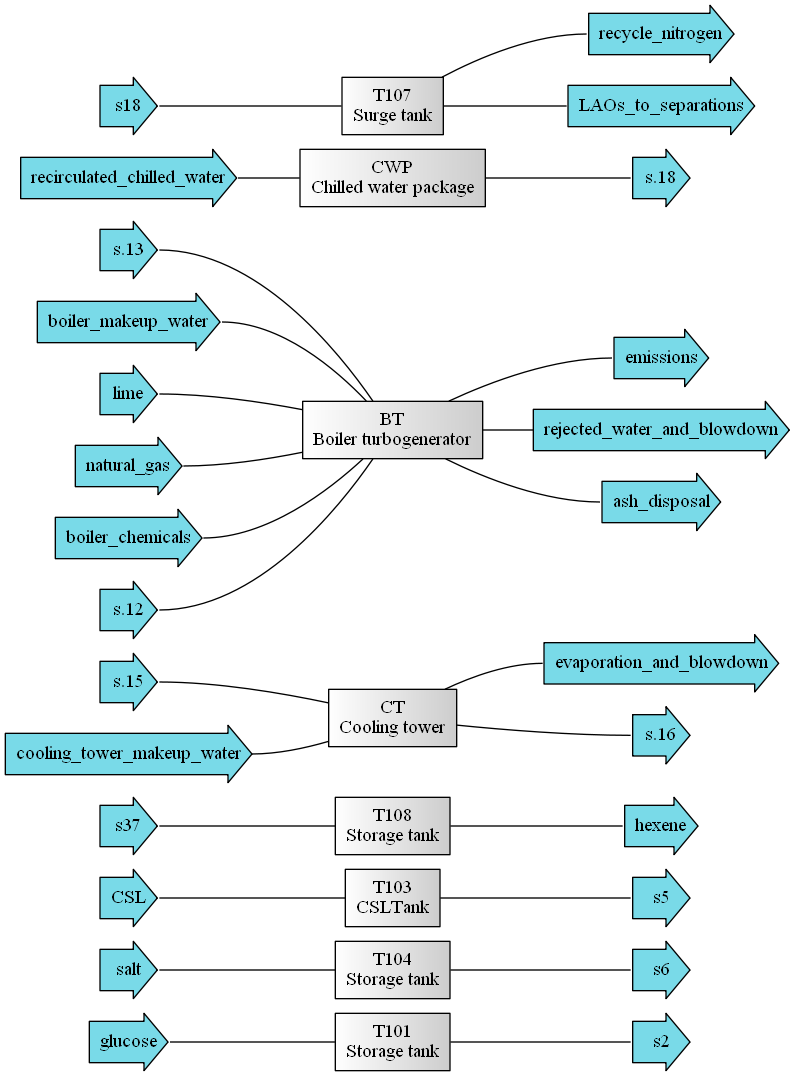 recycle_nitrogen
s18
T107
Surge tank
LAOs_to_separations
recirculated_chilled_water
CWP
Chilled water package
s.18
s.13
boiler_makeup_water
lime
natural_gas
boiler_chemicals
s.12
BT
Boiler turbogenerator
emissions
rejected_water_and_blowdown
ash_disposal
s.15
cooling_tower_makeup_water
CT
Cooling tower
evaporation_and_blowdown
s.16
s37
T108
Storage tank
hexene
CSL
T103
CSLTank
s5
salt
T104
Storage tank
s6
glucose
T101
Storage tank
s2